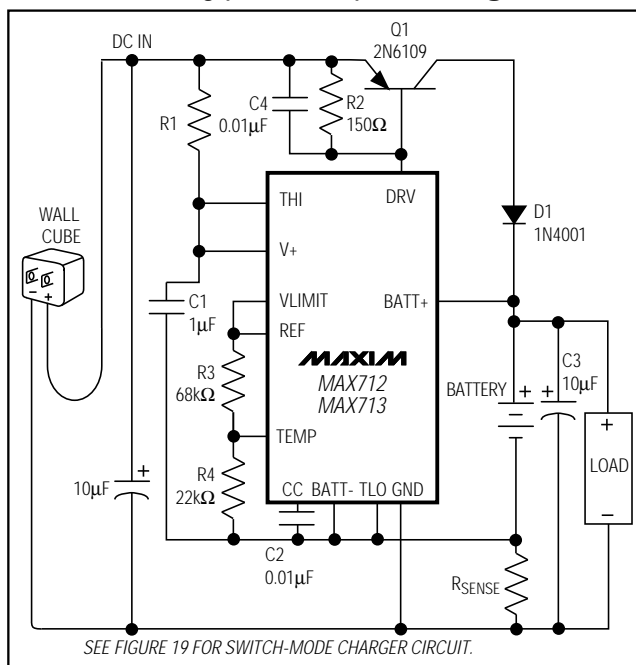 DC IN
Q1
2N6109
C4
0.01µF
R2
150Ω
R1
THI
DRV
D1
1N4001
WALL
CUBE
V+
C1
1µF
VLIMIT
BATT+
REF
MAXIM
MAX712
MAX713
R3
68kΩ
C3
10µF
BATTERY
TEMP
LOAD
R4
22kΩ
10µF
CC BATT- TLO GND
C2
0.01µF
RSENSE
SEE FIGURE 19 FOR SWITCH-MODE CHARGER CIRCUIT.